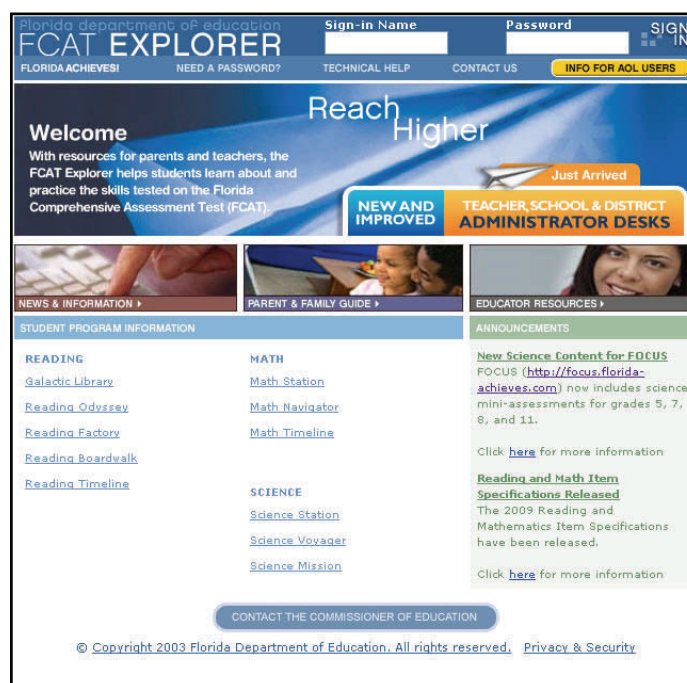 Florida department of education
FCAT EXPLORER
Sign-in Name
Password
SIGN IN
FLORIDA ACHIEVES!
NEED A PASSWORD?
TECHNICAL HELP
CONTACT US
INFO FOR AOL USERS
Reach
Higher
Welcome
With resources for parents and teachers, the
FCAT Explorer helps students learn about and
practice the skills tested on the Florida
Comprehensive Assessment Test (FCAT).
Just Arrived
NEW AND
IMPROVED
TEACHER, SCHOOL & DISTRICT
ADMINISTRATOR DESKS
NEWS & INFORMATION
PARENT & FAMILY GUIDE
EDUCATOR RESOURCES
STUDENT PROGRAM INFORMATION
READING
Galactic Library
Reading Odyssey
Reading Factory
Reading Boardwalk
Reading Timeline
MATH
Math Station
Math Navigator
Math Timeline
SCIENCE
Science Station
Science Voyager
Science Mission
ANNOUNCEMENTS
New Science Content for FOCUS
FOCUS (http://focus.florida-
achieves.com) now includes science
mini-assessments for grades 5, 7,
8, and 11.
Click here for more information
Reading and Math Item
Specifications Released
The 2009 Reading and
Mathematics Item Specifications
have been released.
Click here for more information
CONTACT THE COMMISSIONER OF EDUCATION
© Copyright 2003 Florida Department of Education. All rights reserved. Privacy & Security